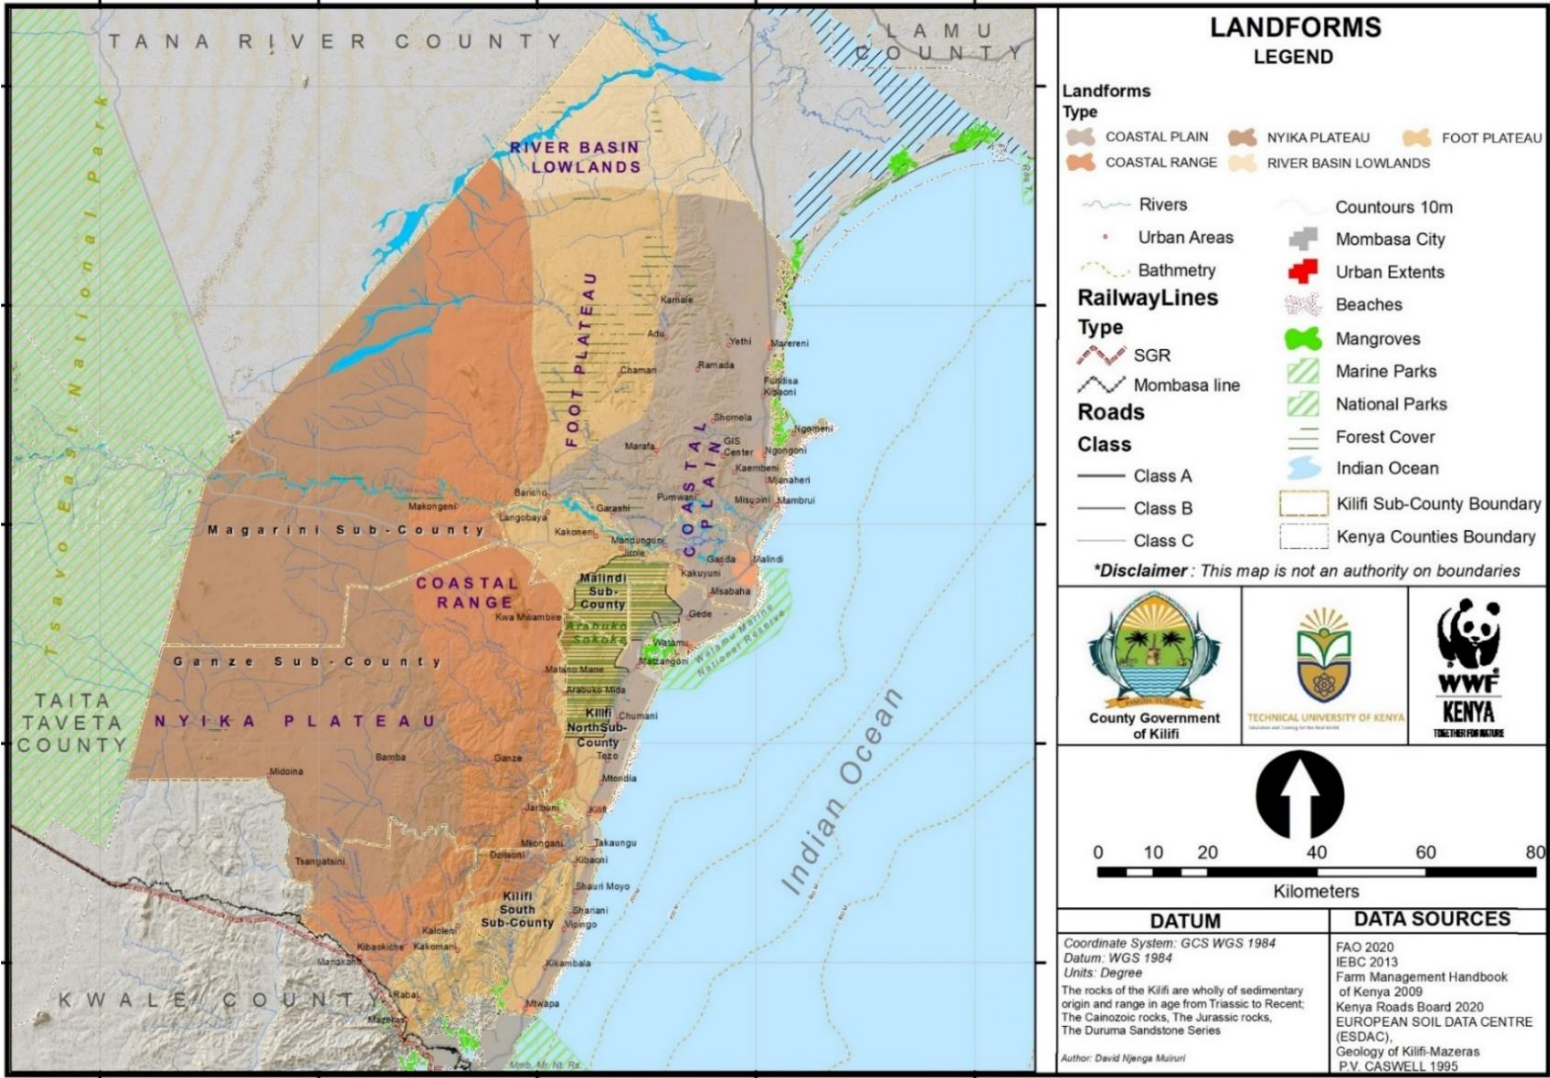 TANA RIVER COUNTY
LAMU
COUNTY
Tsavo East National Park
RIVER BASIN
LOWLANDS
FOOT PLATEAU
Kamale
Adu
Yethi
Marereni
Ramada
Chamari
Fundisa
Kibaoni
Shomela
Ngomeni
Marafa
GIS
Center
Ngongoni
Kaembeni
Mjanaheri
COASTAL
PLAIN
Baricho
Pumwani
Misupini
Mambrui
Makongeni
Langobaya
Garashi
Magarini Sub-County
Kakoneni
Mandunguni
Jirole
Ganda
Malindi
Kakuyuni
COASTAL
RANGE
Malindi
Sub-
County
Msabaha
Kwa Mwambire
Gede
Arabuko
Sokoke
Watamu
Matzangoni
Watamu Marine
National Reserve
Ganze Sub-County
Matano Mane
Arabuko Mida
TAITA
TAVETA
COUNTY
NYIKA PLATEAU
Kilifi
NorthSub-
County
Chumani
Tezo
Bamba
Ganze
Midoina
Mtondia
Jaribuni
Kilifi
Mkongani
Takaungu
Dzitsoni
Kibaoni
Tsangatsini
Shauri Moyo
Kilifi
South
Sub-County
Shariani
Vipingo
Kaloleni
Kibankiche
Kakomani
Kikambala
KWALE COUNTY
Rabai
Mtwapa
Mazeras
Indian Ocean
LANDFORMS
LEGEND
Landforms
Type
COASTAL PLAIN
NYIKA PLATEAU
FOOT PLATEAU
COASTAL RANGE
RIVER BASIN LOWLANDS
Rivers
Urban Areas
Bathmetry
RailwayLines
Type
SGR
Mombasa line
Roads
Class
Class A
Class B
Class C
Countours 10m
Mombasa City
Urban Extents
Beaches
Mangroves
Marine Parks
National Parks
Forest Cover
Indian Ocean
Kilifi Sub-County Boundary
Kenya Counties Boundary
*Disclaimer : This map is not an authority on boundaries
County Government
of Kilifi
TECHNICAL UNIVERSITY OF KENYA
WWF
KENYA
TOGETHER FOR NATURE
0 10 20 40 60 80
Kilometers
DATUM
Coordinate System: GCS WGS 1984
Datum: WGS 1984
Units: Degree
The rocks of the Kilifi are wholly of sedimentary
origin and range in age from Triassic to Recent;
The Cainozoic rocks, The Jurassic rocks,
The Duruma Sandstone Series
Author: David Njenga Muiruri
DATA SOURCES
FAO 2020
IEBC 2013
Farm Management Handbook
of Kenya 2009
Kenya Roads Board 2020
EUROPEAN SOIL DATA CENTRE
(ESDAC),
Geology of Kilifi-Mazeras
P.V. CASWELL 1995